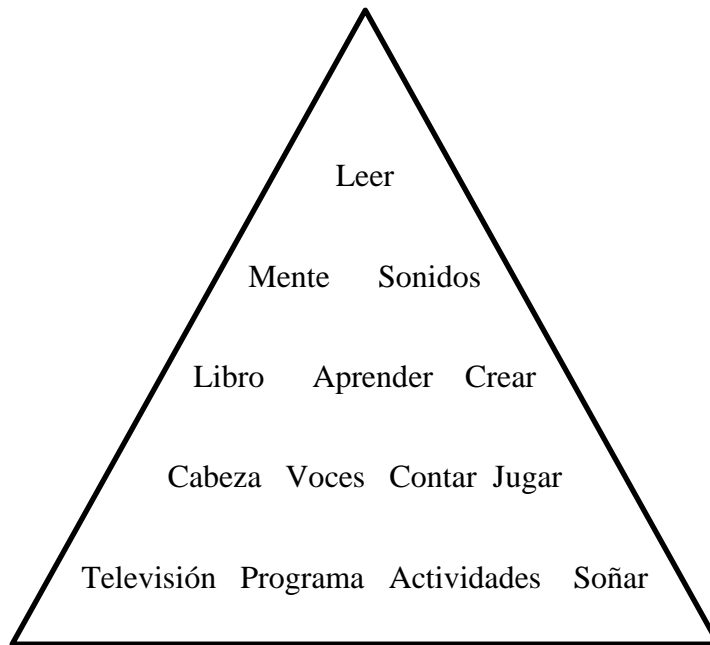 Leer
Mente Sonidos
Libro Aprender Crear
Cabeza Voces Contar Jugar
Televisión Programa Actividades Soñar